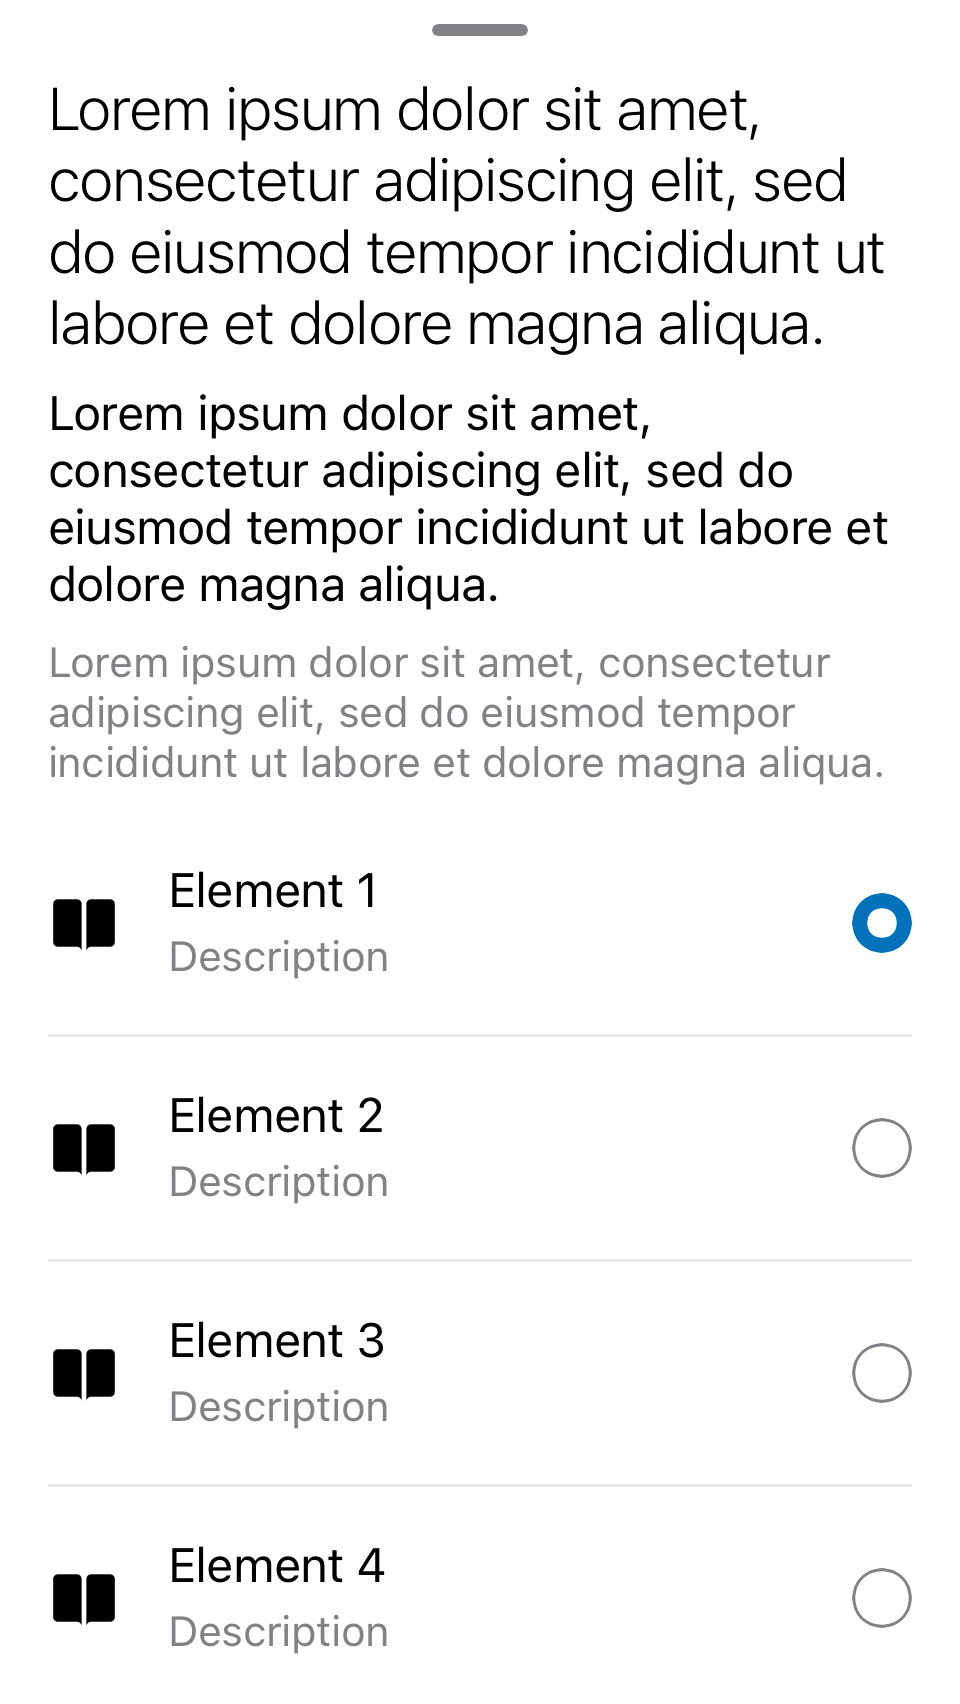 Lorem ipsum dolor sit amet,
consectetur adipiscing elit, sed
do eiusmod tempor incididunt ut
labore et dolore magna aliqua.
Lorem ipsum dolor sit amet,
consectetur adipiscing elit, sed do
eiusmod tempor incididunt ut labore et
dolore magna aliqua.
Lorem ipsum dolor sit amet, consectetur
adipiscing elit, sed do eiusmod tempor
incididunt ut labore et dolore magna aliqua.
Element 1
Description
Element 2
Description
Element 3
Description
Element 4
Description